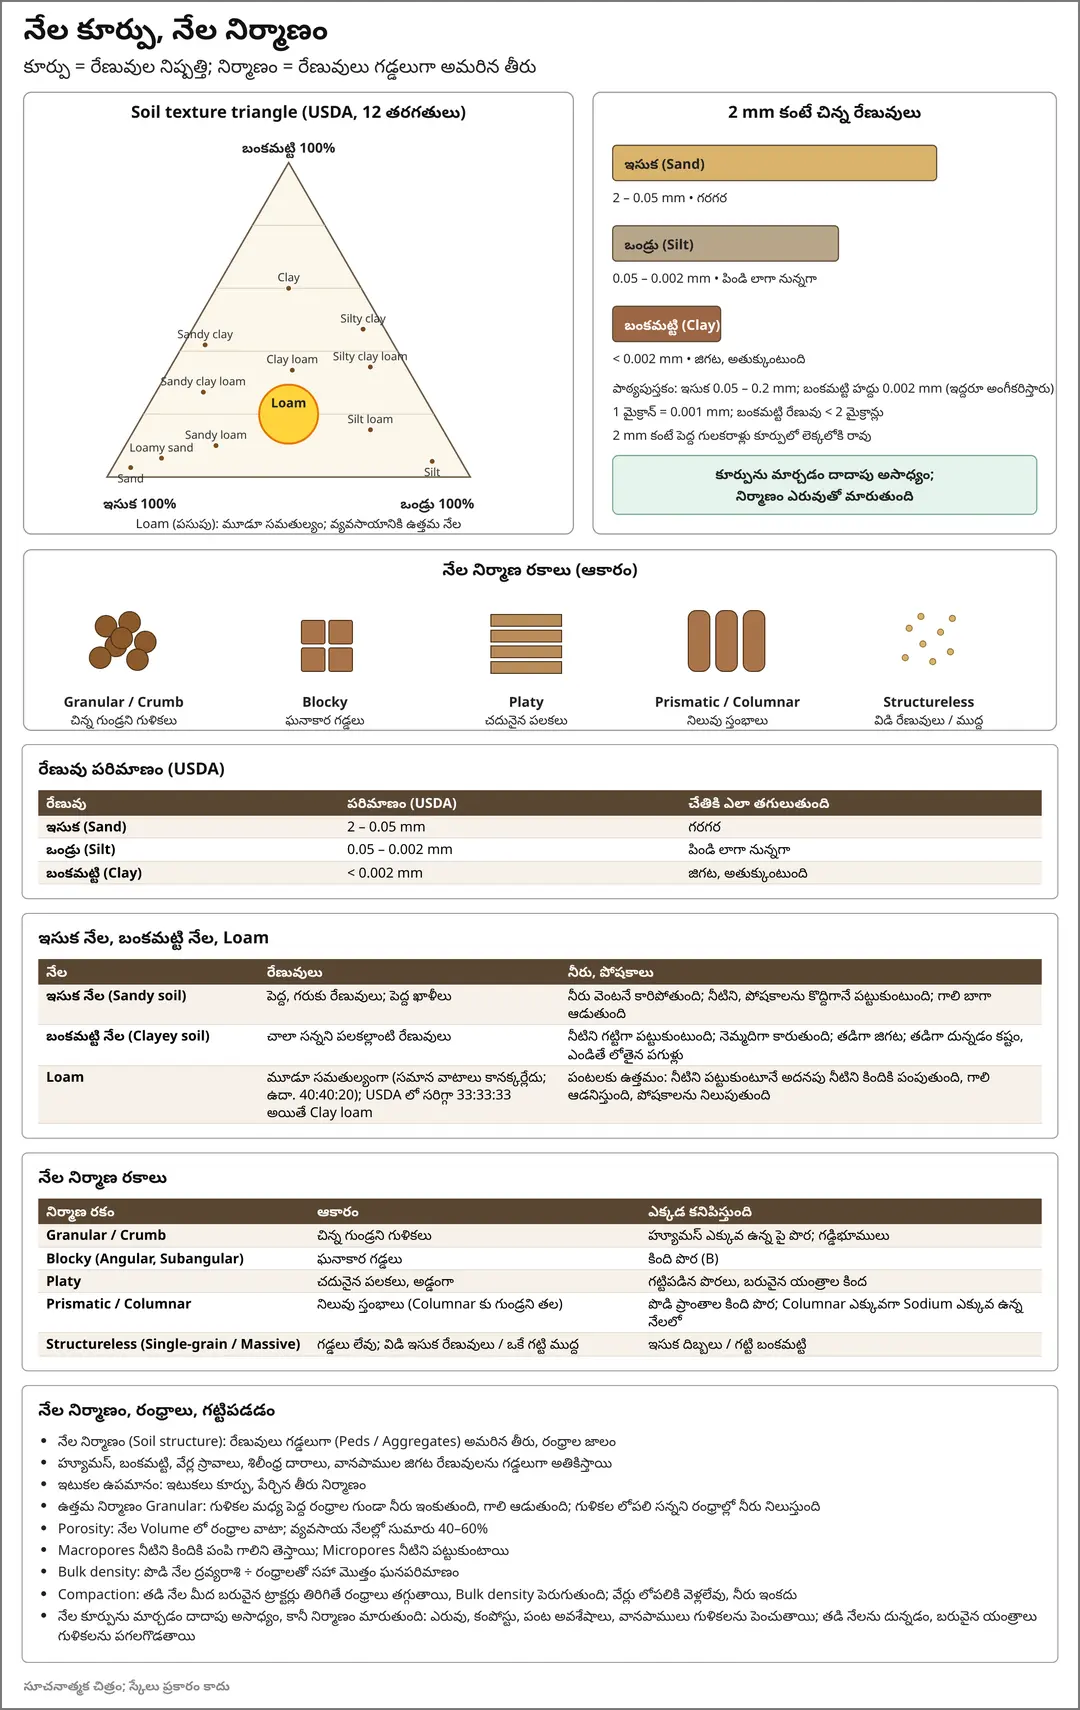 నేల కూర్పు, నేల నిర్మాణం
కూర్పు = రేణువుల నిష్పత్తి; నిర్మాణం = రేణువులు గడ్డలుగా అమరిన తీరు
Soil texture triangle (USDA, 12 తరగతులు)
బంకమట్టి 100%
Clay
Silty clay
Sandy clay
Clay loam
Silty clay loam
Sandy clay loam
Loam
Silt loam
Sandy loam
Loamy sand
Sand
Silt
ఇసుక 100%
ఒండ్రు 100%
Loam (పసుపు): మూడూ సమతుల్యం; వ్యవసాయానికి ఉత్తమ నేల
2 mm కంటే చిన్న రేణువులు
ఇసుక (Sand)
2 – 0.05 mm • గరగర
ఒండ్రు (Silt)
0.05 – 0.002 mm • పిండి లాగా నున్నగా
బంకమట్టి (Clay)
< 0.002 mm • జిగట, అతుక్కుంటుంది
పాఠ్యపుస్తకం: ఇసుక 0.05 – 0.2 mm; బంకమట్టి హద్దు 0.002 mm (ఇద్దరూ అంగీకరిస్తారు)
1 మైక్రాన్ = 0.001 mm; బంకమట్టి రేణువు < 2 మైక్రాన్లు
2 mm కంటే పెద్ద గులకరాళ్లు కూర్పులో లెక్కలోకి రావు
కూర్పును మార్చడం దాదాపు అసాధ్యం;
నిర్మాణం ఎరువుతో మారుతుంది
నేల నిర్మాణ రకాలు (ఆకారం)
Granular / Crumb
చిన్న గుండ్రని గుళికలు
Blocky
ఘనాకార గడ్డలు
Platy
చదునైన పలకలు
Prismatic / Columnar
నిలువు స్తంభాలు
Structureless
విడి రేణువులు / ముద్ద
రేణువు పరిమాణం (USDA)
రేణువు పరిమాణం (USDA) చేతికి ఎలా తగులుతుంది
ఇసుక (Sand) 2 – 0.05 mm గరగర
ఒండ్రు (Silt) 0.05 – 0.002 mm పిండి లాగా నున్నగా
బంకమట్టి (Clay) < 0.002 mm జిగట, అతుక్కుంటుంది
ఇసుక నేల, బంకమట్టి నేల, Loam
నేల రేణువులు నీరు, పోషకాలు
ఇసుక నేల (Sandy soil) పెద్ద, గరుకు రేణువులు; పెద్ద ఖాళీలు నీరు వెంటనే కారిపోతుంది; నీటిని, పోషకాలను కొద్దిగానే పట్టుకుంటుంది; గాలి బాగా
ఆడుతుంది
బంకమట్టి నేల (Clayey soil) చాలా సన్నని పలకల్లాంటి రేణువులు నీటిని గట్టిగా పట్టుకుంటుంది; నెమ్మదిగా కారుతుంది; తడిగా జిగట; తడిగా దున్నడం కష్టం,
ఎండితే లోతైన పగుళ్లు
Loam మూడూ సమతుల్యంగా (సమాన వాటాలు కానక్కర్లేదు; పంటలకు ఉత్తమం: నీటిని పట్టుకుంటూనే అదనపు నీటిని కిందికి పంపుతుంది, గాలి
ఉదా. 40:40:20); USDA లో సరిగ్గా 33:33:33 ఆడనిస్తుంది, పోషకాలను నిలుపుతుంది
అయితే Clay loam
నేల నిర్మాణ రకాలు
నిర్మాణ రకం ఆకారం ఎక్కడ కనిపిస్తుంది
Granular / Crumb చిన్న గుండ్రని గుళికలు హ్యూమస్ ఎక్కువ ఉన్న పై పొర; గడ్డిభూములు
Blocky (Angular, Subangular) ఘనాకార గడ్డలు కింది పొర (B)
Platy చదునైన పలకలు, అడ్డంగా గట్టిపడిన పొరలు, బరువైన యంత్రాల కింద
Prismatic / Columnar నిలువు స్తంభాలు (Columnar కు గుండ్రని తల) పొడి ప్రాంతాల కింది పొర; Columnar ఎక్కువగా Sodium ఎక్కువ ఉన్న
నేలలో
Structureless (Single-grain / Massive) గడ్డలు లేవు; విడి ఇసుక రేణువులు / ఒకే గట్టి ముద్ద ఇసుక దిబ్బలు / గట్టి బంకమట్టి
నేల నిర్మాణం, రంధ్రాలు, గట్టిపడడం
• నేల నిర్మాణం (Soil structure): రేణువులు గడ్డలుగా (Peds / Aggregates) అమరిన తీరు, రంధ్రాల జాలం
• హ్యూమస్, బంకమట్టి, వేర్ల స్రావాలు, శిలీంధ్ర దారాలు, వానపాముల జిగట రేణువులను గడ్డలుగా అతికిస్తాయి
• ఇటుకల ఉపమానం: ఇటుకలు కూర్పు, పేర్చిన తీరు నిర్మాణం
• ఉత్తమ నిర్మాణం Granular: గుళికల మధ్య పెద్ద రంధ్రాల గుండా నీరు ఇంకుతుంది, గాలి ఆడుతుంది; గుళికల లోపలి సన్నని రంధ్రాల్లో నీరు నిలుస్తుంది
• Porosity: నేల Volume లో రంధ్రాల వాటా; వ్యవసాయ నేలల్లో సుమారు 40–60%
• Macropores నీటిని కిందికి పంపి గాలిని తెస్తాయి; Micropores నీటిని పట్టుకుంటాయి
• Bulk density: పొడి నేల ద్రవ్యరాశి ÷ రంధ్రాలతో సహా మొత్తం ఘనపరిమాణం
• Compaction: తడి నేల మీద బరువైన ట్రాక్టర్లు తిరిగితే రంధ్రాలు తగ్గుతాయి, Bulk density పెరుగుతుంది; వేర్లు లోపలికి వెళ్లలేవు, నీరు ఇంకదు
• నేల కూర్పును మార్చడం దాదాపు అసాధ్యం, కానీ నిర్మాణం మారుతుంది: ఎరువు, కంపోస్టు, పంట అవశేషాలు, వానపాములు గుళికలను పెంచుతాయి; తడి నేలను దున్నడం, బరువైన యంత్రాలు
గుళికలను పగలగొడతాయి
సూచనాత్మక చిత్రం; స్కేలు ప్రకారం కాదు